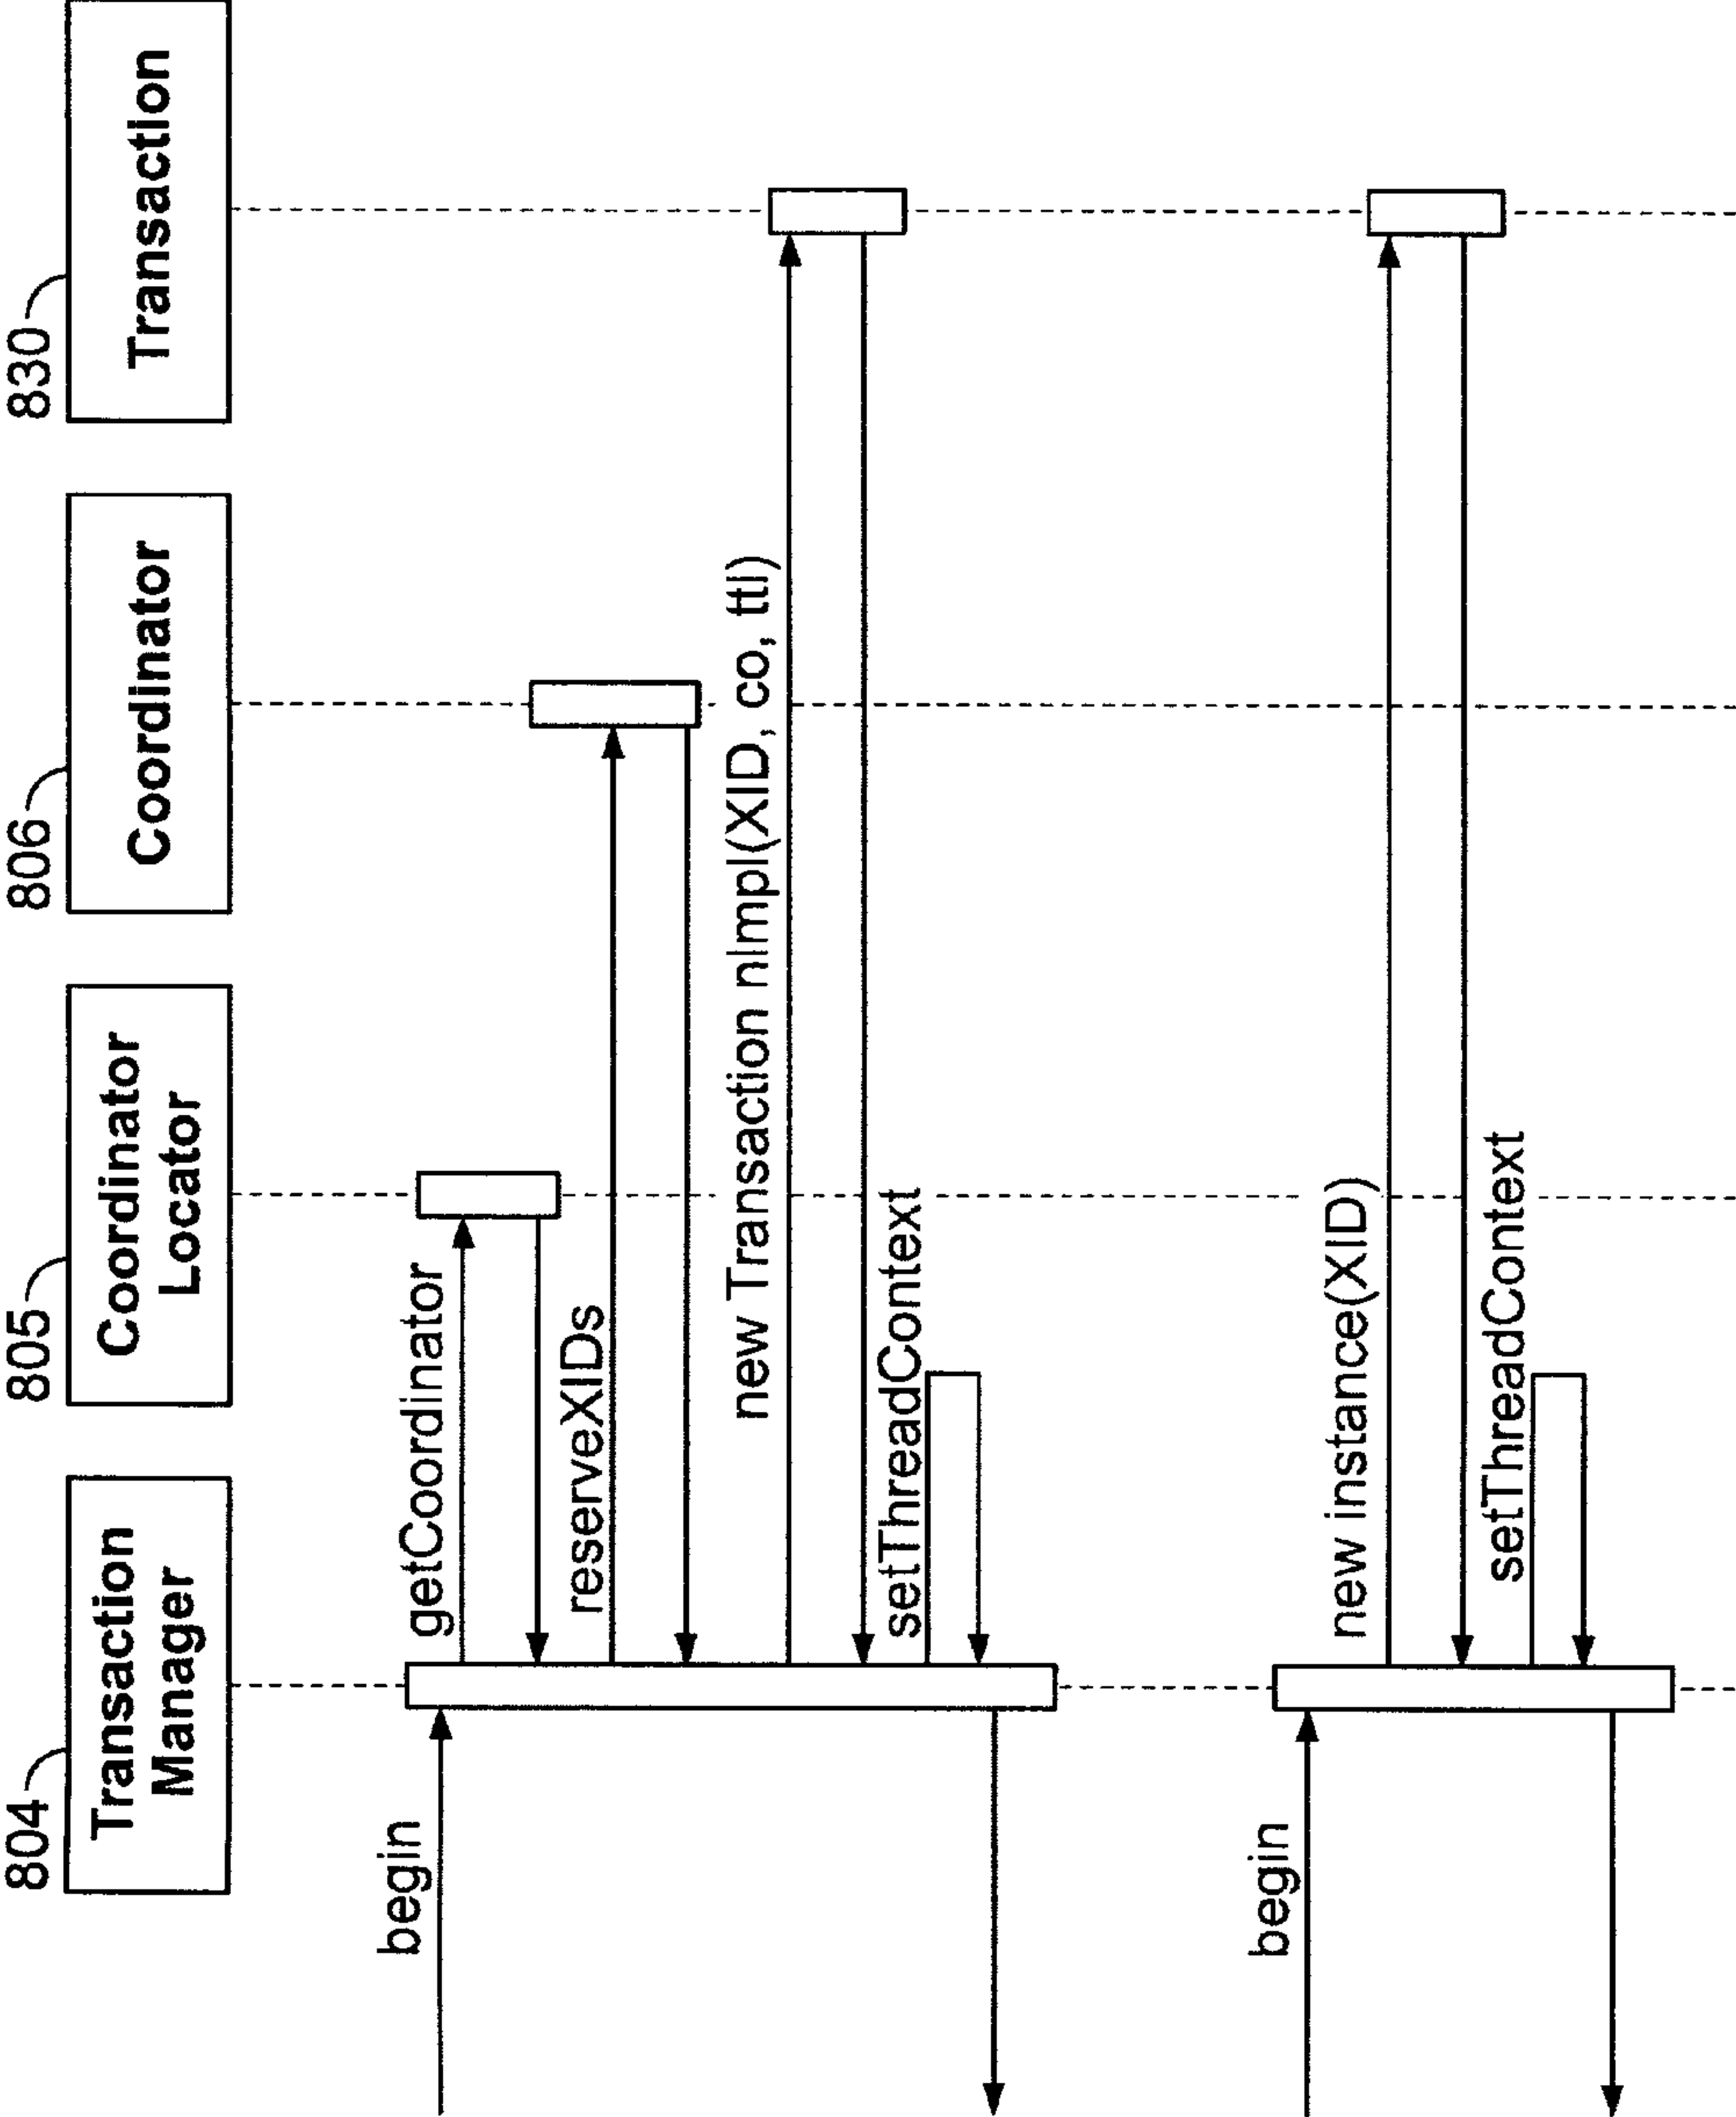 804
805
806
830
Transaction
Manager
Coordinator
Locator
Coordinator
Transaction
begin
getCoordinator
reserveXIDs
new Transaction nImpl(XID, co, ttl)
setThreadContext
begin
new instance(XID)
setThreadContext